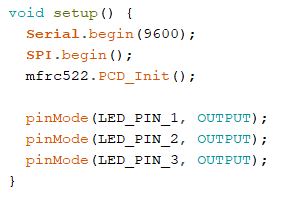 void setup() {
  Serial.begin(9600);
  SPI.begin();
  mfrc522.PCD_Init();

  pinMode(LED_PIN_1, OUTPUT);
  pinMode(LED_PIN_2, OUTPUT);
  pinMode(LED_PIN_3, OUTPUT);
}